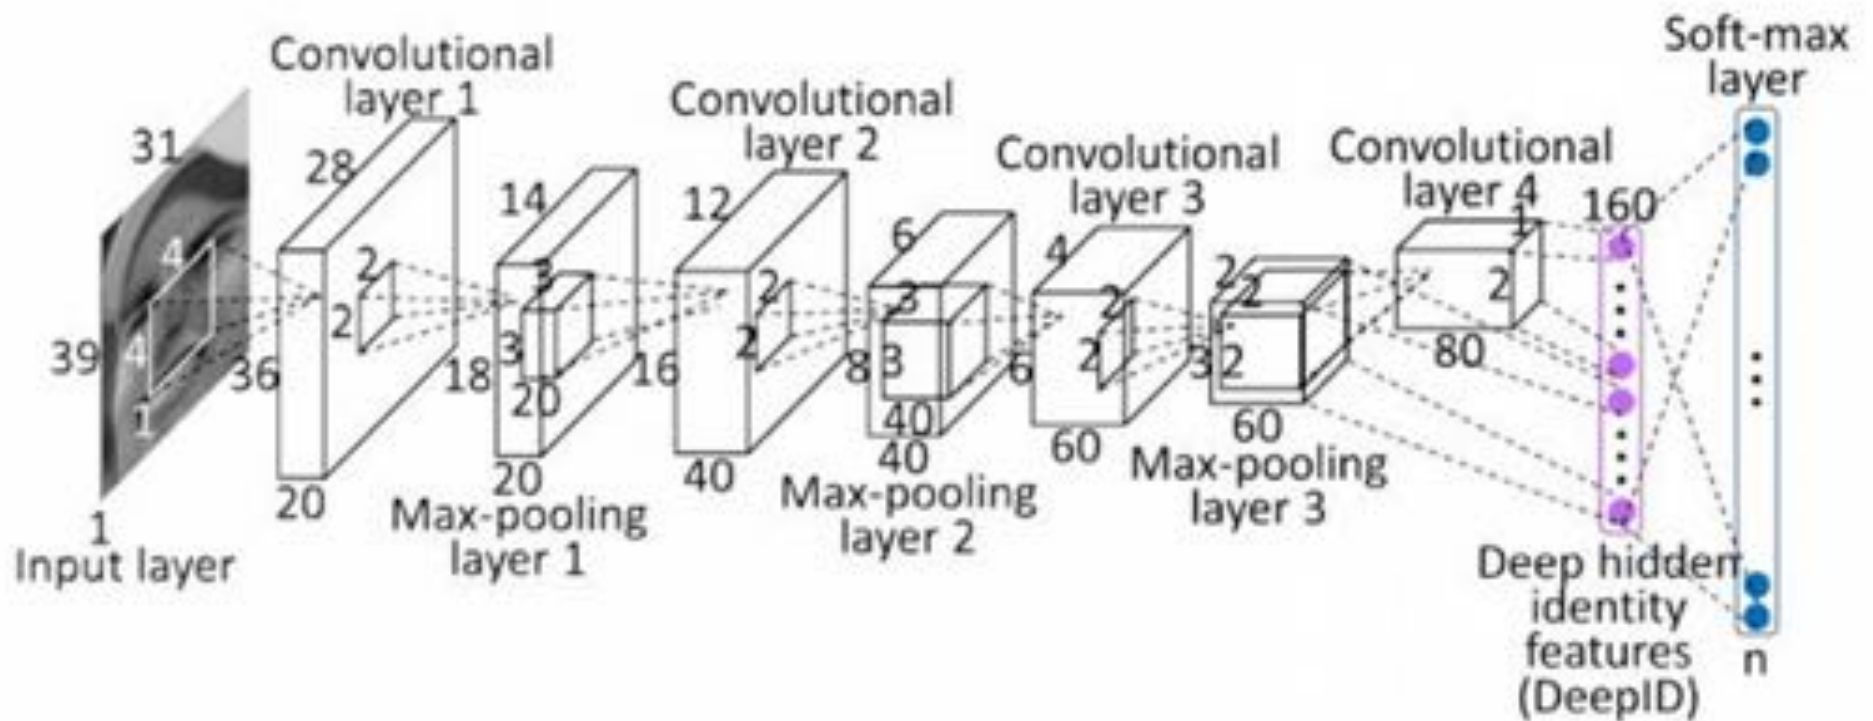 Convolutional
layer 1
Convolutional
layer 2
Convolutional
layer 3
Convolutional
layer 4
Soft-max
layer
31
39
4
4
1
1
Input layer
28
36
20
2
2
14
18
3
3
20
20
Max-pooling
layer 1
12
16
40
2
2
6
8
3
3
40
40
Max-pooling
layer 2
4
6
60
2
2
2
3
2
2
60
Max-pooling
layer 3
1
2
80
160
Deep hidden
identity
features
(DeepID)
n